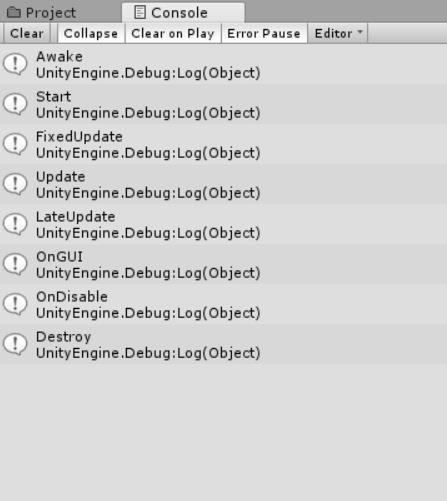 Project
Console
Clear
Collapse
Clear on Play
Error Pause
Editor
Awake
UnityEngine.Debug:Log(Object)
Start
UnityEngine.Debug:Log(Object)
FixedUpdate
UnityEngine.Debug:Log(Object)
Update
UnityEngine.Debug:Log(Object)
LateUpdate
UnityEngine.Debug:Log(Object)
OnGUI
UnityEngine.Debug:Log(Object)
OnDisable
UnityEngine.Debug:Log(Object)
Destroy
UnityEngine.Debug:Log(Object)